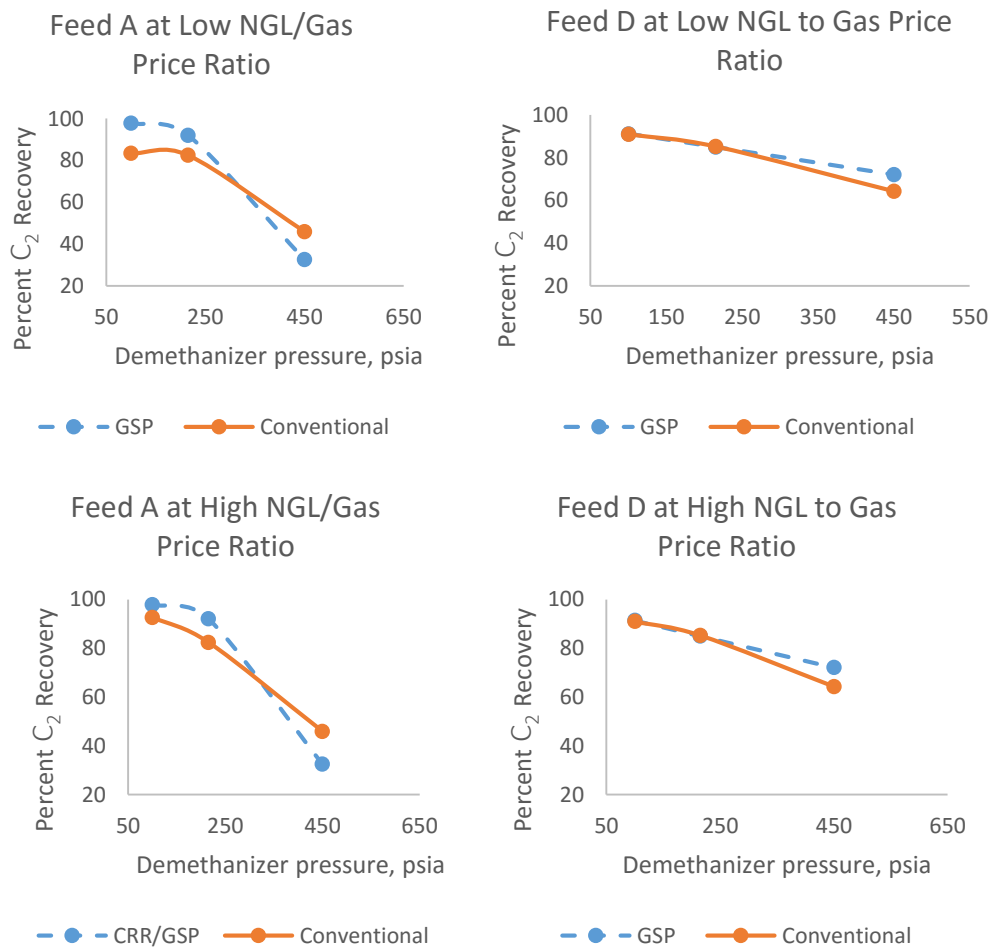 Feed A at Low NGL/Gas
Price Ratio
Percent C₂ Recovery
100
80
60
40
20
50 250 450 650
Demethanizer pressure, psia
GSP Conventional
Feed D at Low NGL to Gas Price
Ratio
Percent C₂ Recovery
100
80
60
40
20
50 150 250 350 450 550
Demethanizer pressure, psia
GSP Conventional
Feed A at High NGL/Gas
Price Ratio
Percent C₂ Recovery
100
80
60
40
20
50 250 450 650
Demethanizer pressure, psia
CRR/GSP Conventional
Feed D at High NGL to Gas
Price Ratio
Percent C₂ Recovery
100
80
60
40
20
50 250 450 650
Demethanizer pressure, psia
GSP Conventional